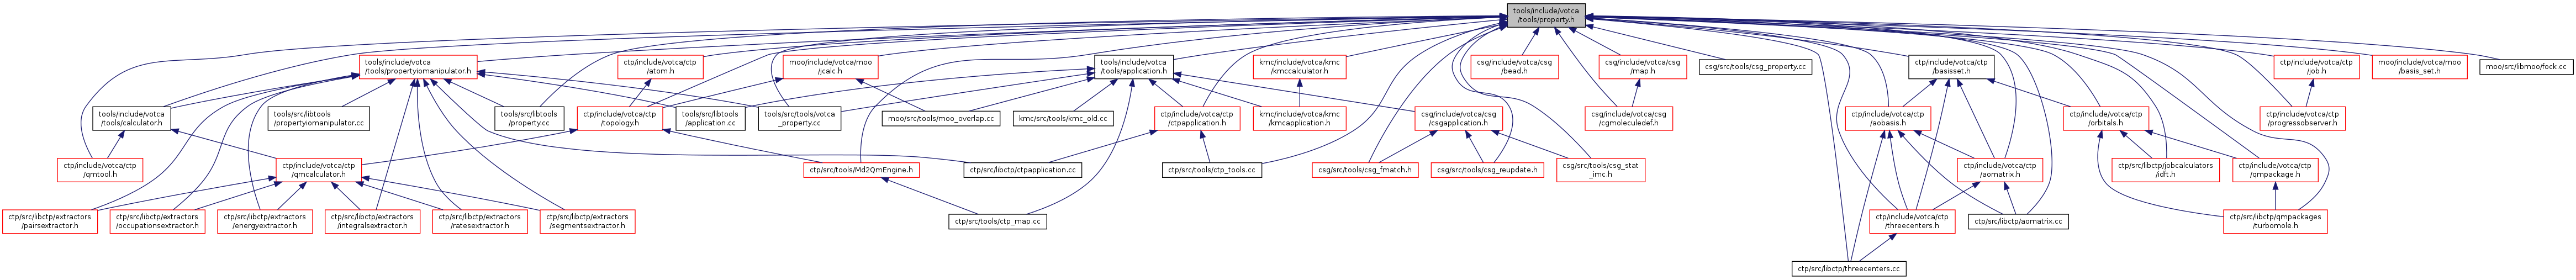 tools/include/votca
/tools/property.h
tools/include/votca
/tools/propertyiomanipulator.h
ctp/include/votca/ctp
/atom.h
moo/include/votca/moo
/jcalc.h
tools/include/votca
/tools/application.h
kmc/include/votca/kmc
/kmccalculator.h
csg/include/votca/csg
/bead.h
csg/include/votca/csg
/map.h
csg/src/tools/csg_property.cc
ctp/include/votca/ctp
/basisset.h
ctp/include/votca/ctp
/job.h
moo/include/votca/moo
/basis_set.h
moo/src/libmoo/fock.cc
tools/include/votca
/tools/calculator.h
tools/src/libtools
/propertyiomanipulator.cc
tools/src/libtools
/property.cc
ctp/include/votca/ctp
/topology.h
tools/src/libtools
/application.cc
tools/src/tools/votca
_property.cc
moo/src/tools/moo_overlap.cc
kmc/src/tools/kmc_old.cc
ctp/include/votca/ctp
/ctpapplication.h
kmc/include/votca/kmc
/kmcapplication.h
csg/include/votca/csg
/csgapplication.h
csg/include/votca/csg
/cgmoleculedef.h
ctp/include/votca/ctp
/aobasis.h
ctp/include/votca/ctp
/orbitals.h
ctp/include/votca/ctp
/progressobserver.h
ctp/include/votca/ctp
/qmtool.h
ctp/include/votca/ctp
/qmcalculator.h
ctp/src/tools/Md2QmEngine.h
ctp/src/libctp/ctpapplication.cc
ctp/src/tools/ctp_tools.cc
csg/src/tools/csg_fmatch.h
csg/src/tools/csg_reupdate.h
csg/src/tools/csg_stat
_imc.h
ctp/include/votca/ctp
/aomatrix.h
ctp/src/libctp/jobcalculators
/idft.h
ctp/include/votca/ctp
/qmpackage.h
ctp/src/libctp/extractors
/pairsextractor.h
ctp/src/libctp/extractors
/occupationsextractor.h
ctp/src/libctp/extractors
/energyextractor.h
ctp/src/libctp/extractors
/integralsextractor.h
ctp/src/libctp/extractors
/ratesextractor.h
ctp/src/libctp/extractors
/segmentsextractor.h
ctp/src/tools/ctp_map.cc
ctp/include/votca/ctp
/threecenters.h
ctp/src/libctp/aomatrix.cc
ctp/src/libctp/qmpackages
/turbomole.h
ctp/src/libctp/threecenters.cc